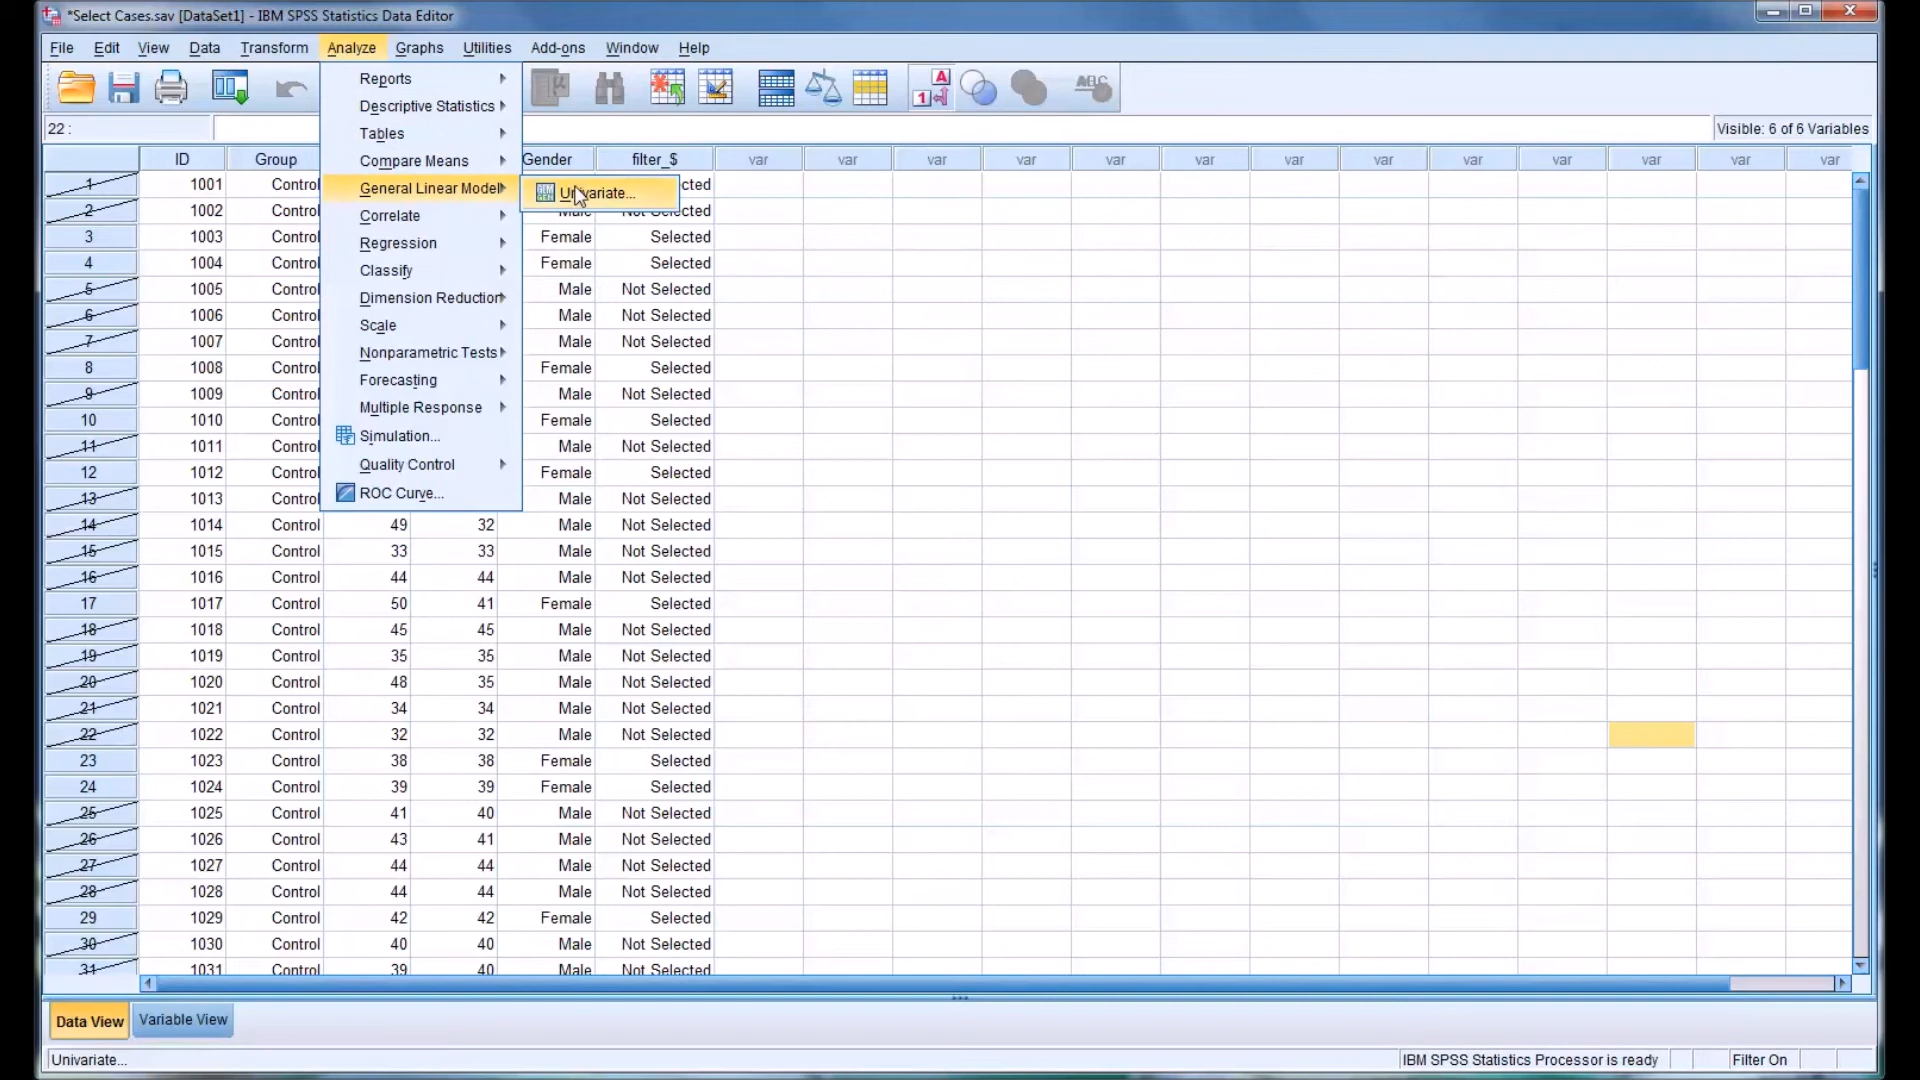 *Select Cases.sav [DataSet1] - IBM SPSS Statistics Data Editor
File Edit View Data Transform Analyze Graphs Utilities Add-ons Window Help
22 : Visible: 6 of 6 Variables
Reports
Descriptive Statistics
Tables
Compare Means
General Linear Model
Correlate
Regression
Classify
Dimension Reduction
Scale
Nonparametric Tests
Forecasting
Multiple Response
Simulation...
Quality Control
ROC Curve...
Univariate...
ID Group Gender filter_$ var var var var var var var var var var var var var
1 1001 Control cted
2 1002 Control Male Not Selected
3 1003 Control Female Selected
4 1004 Control Female Selected
5 1005 Control Male Not Selected
6 1006 Control Male Not Selected
7 1007 Control Male Not Selected
8 1008 Control Female Selected
9 1009 Control Male Not Selected
10 1010 Control Female Selected
11 1011 Control Male Not Selected
12 1012 Control Female Selected
13 1013 Control Male Not Selected
14 1014 Control 49 32 Male Not Selected
15 1015 Control 33 33 Male Not Selected
16 1016 Control 44 44 Male Not Selected
17 1017 Control 50 41 Female Selected
18 1018 Control 45 45 Male Not Selected
19 1019 Control 35 35 Male Not Selected
20 1020 Control 48 35 Male Not Selected
21 1021 Control 34 34 Male Not Selected
22 1022 Control 32 32 Male Not Selected
23 1023 Control 38 38 Female Selected
24 1024 Control 39 39 Female Selected
25 1025 Control 41 40 Male Not Selected
26 1026 Control 43 41 Male Not Selected
27 1027 Control 44 44 Male Not Selected
28 1028 Control 44 44 Male Not Selected
29 1029 Control 42 42 Female Selected
30 1030 Control 40 40 Male Not Selected
31 1031 Control 39 40 Male Not Selected
Data View Variable View
Univariate... IBM SPSS Statistics Processor is ready Filter On